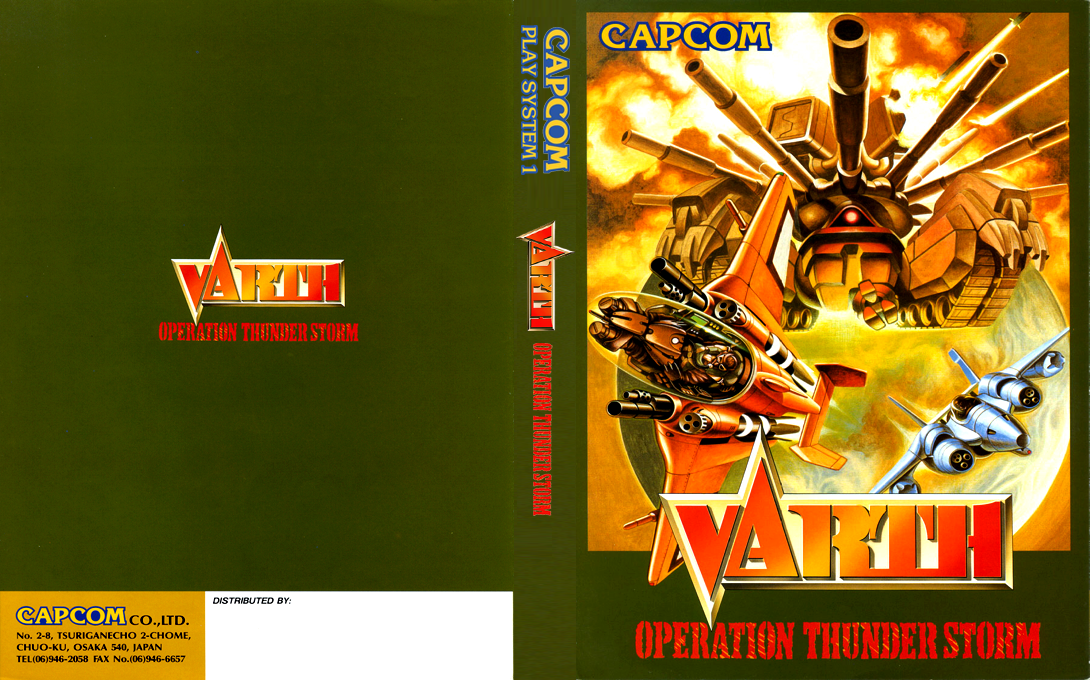 VARTH
OPERATION THUNDER STORM
CAPCOM CO.,LTD.
No. 2-8, TSURIGANECHO 2-CHOME,
CHUO-KU, OSAKA 540, JAPAN
TEL(06)946-2058 FAX No.(06)946-6657
DISTRIBUTED BY:
CAPCOM
PLAY SYSTEM 1
VARTH
OPERATION THUNDER STORM
CAPCOM
VARTH
OPERATION THUNDER STORM